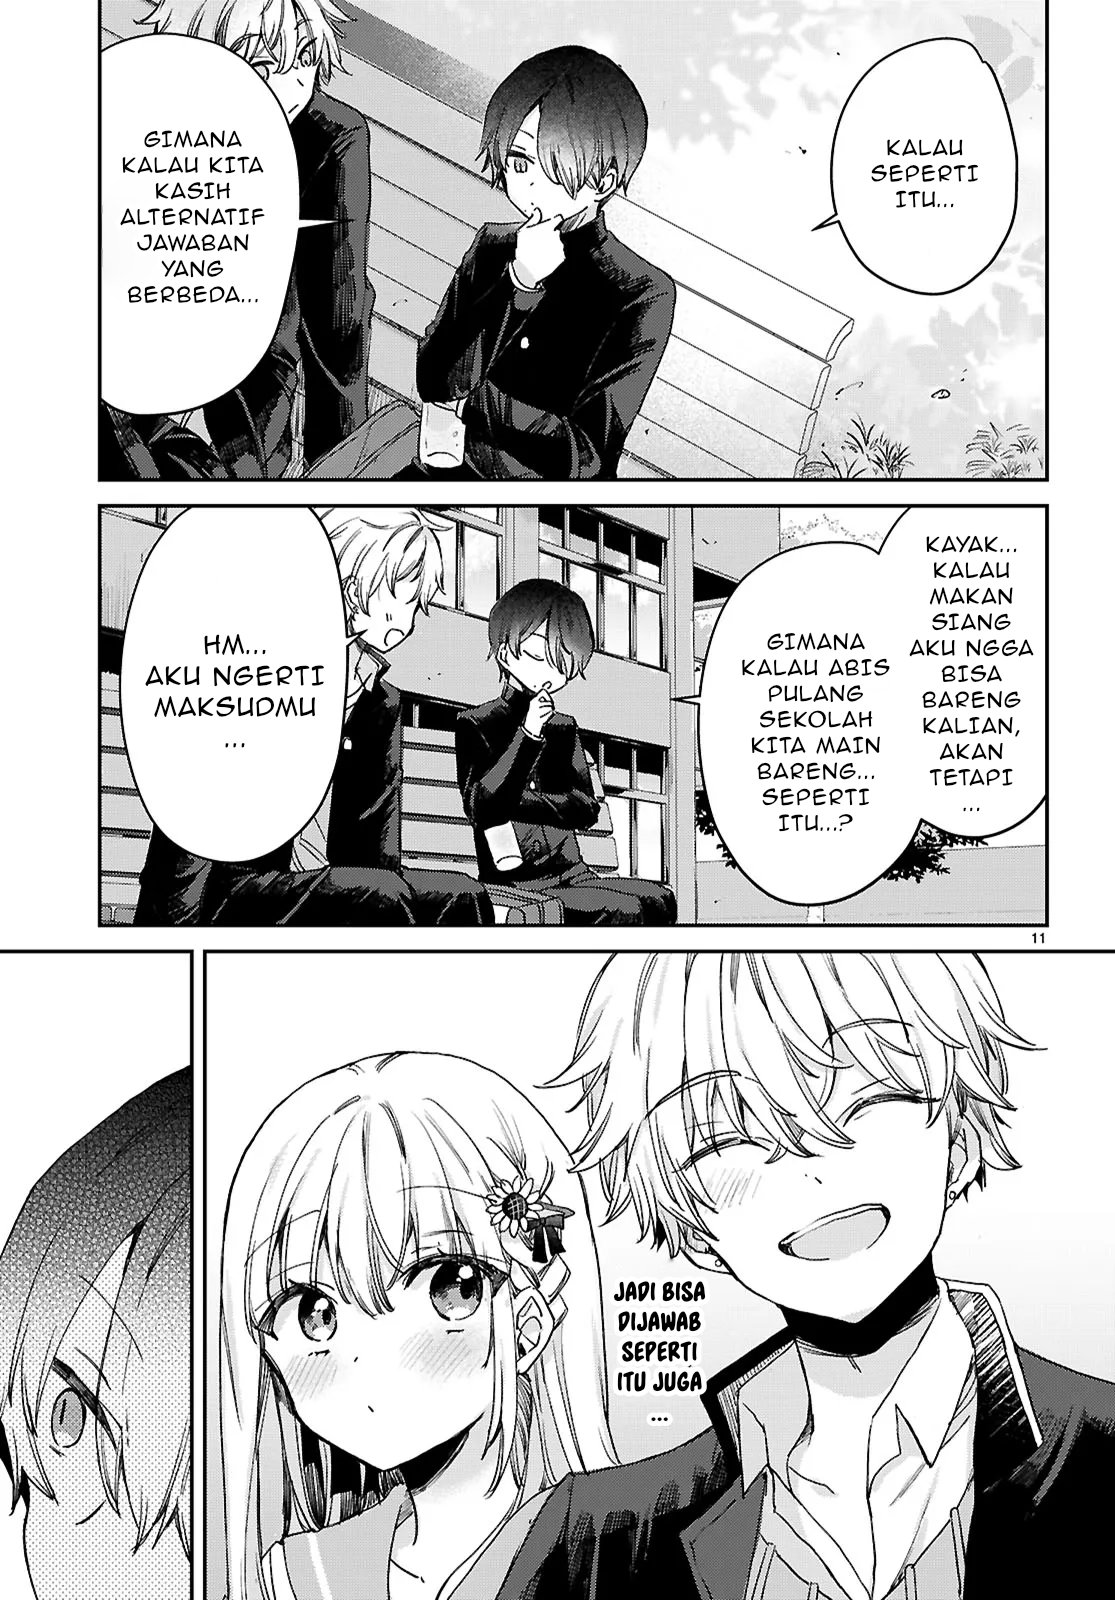 KALAU
SEPERTI
ITU...
GIMANA
KALAU KITA
KASIH
ALTERNATIF
JAWABAN
YANG
BERBEDA...
KAYAK...
KALAU
MAKAN
SIANG
AKU NGGA
BISA
BARENG
KALIAN,
AKAN
TETAPI
...
GIMANA
KALAU ABIS
PULANG
SEKOLAH
KITA MAIN
BARENG...
SEPERTI
ITU...?
HM...
AKU NGERTI
MAKSUDMU
...
11
JADI BISA
DIJAWAB
SEPERTI
ITU JUGA
...